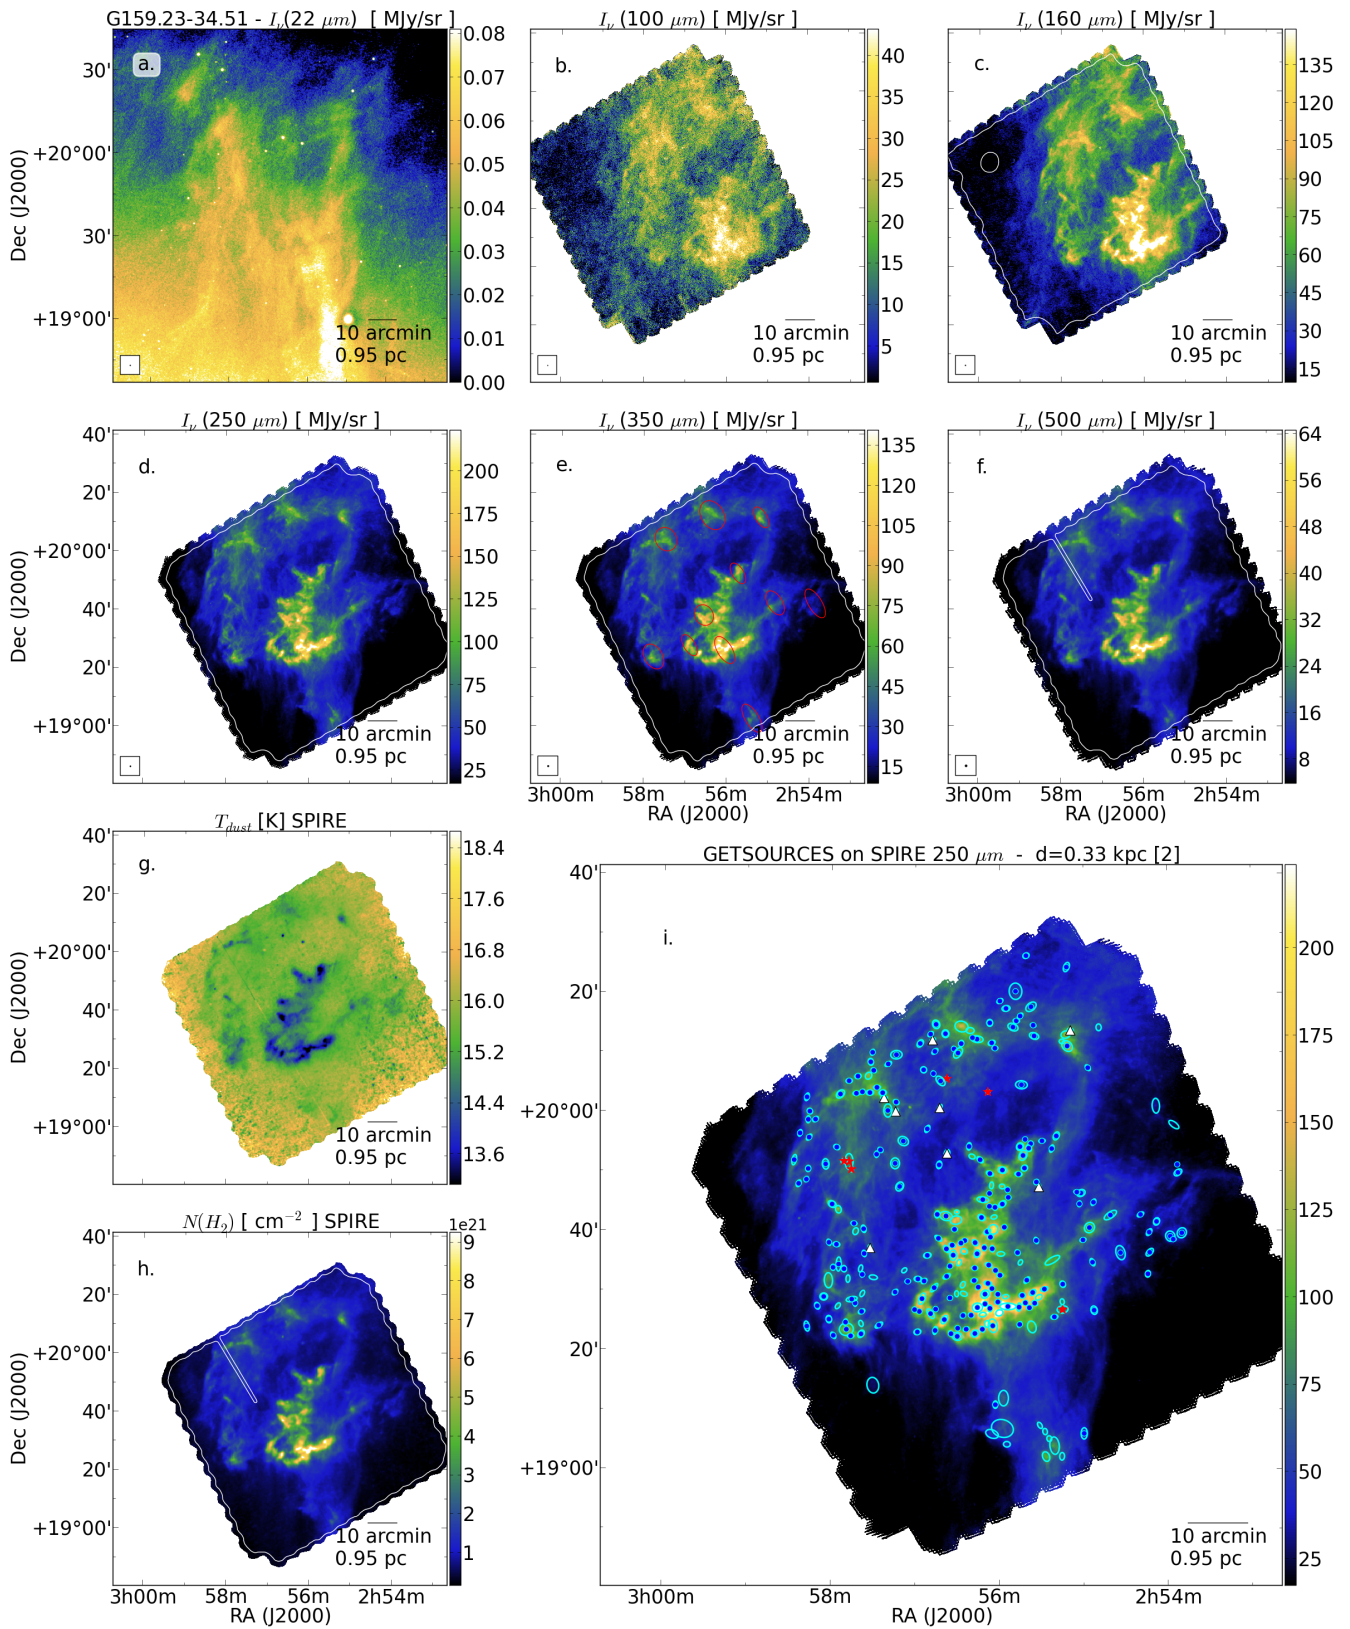 G159.23-34.51 - I_ν(22 μm) [ MJy/sr ]
a.
30'
+20°00'
30'
+19°00'
Dec (J2000)
10 arcmin
0.95 pc
0.08
0.07
0.06
0.05
0.04
0.03
0.02
0.01
0.00
I_ν (100 μm) [ MJy/sr ]
b.
10 arcmin
0.95 pc
40
35
30
25
20
15
10
5
I_ν (160 μm) [ MJy/sr ]
c.
10 arcmin
0.95 pc
135
120
105
90
75
60
45
30
15
I_ν (250 μm) [ MJy/sr ]
d.
40'
20'
+20°00'
40'
20'
+19°00'
Dec (J2000)
10 arcmin
0.95 pc
200
175
150
125
100
75
50
25
I_ν (350 μm) [ MJy/sr ]
e.
10 arcmin
0.95 pc
135
120
105
90
75
60
45
30
15
3h00m
58m
56m
2h54m
RA (J2000)
I_ν (500 μm) [ MJy/sr ]
f.
10 arcmin
0.95 pc
64
56
48
40
32
24
16
8
3h00m
58m
56m
2h54m
RA (J2000)
T_dust [K] SPIRE
g.
40'
20'
+20°00'
40'
20'
+19°00'
Dec (J2000)
10 arcmin
0.95 pc
18.4
17.6
16.8
16.0
15.2
14.4
13.6
N(H_2) [ cm^−2 ] SPIRE
1e21
h.
40'
20'
+20°00'
40'
20'
+19°00'
Dec (J2000)
10 arcmin
0.95 pc
9
8
7
6
5
4
3
2
1
3h00m
58m
56m
2h54m
RA (J2000)
GETSOURCES on SPIRE 250 μm - d=0.33 kpc [2]
i.
40'
20'
+20°00'
40'
20'
+19°00'
10 arcmin
0.95 pc
200
175
150
125
100
75
50
25
3h00m
58m
56m
2h54m
RA (J2000)